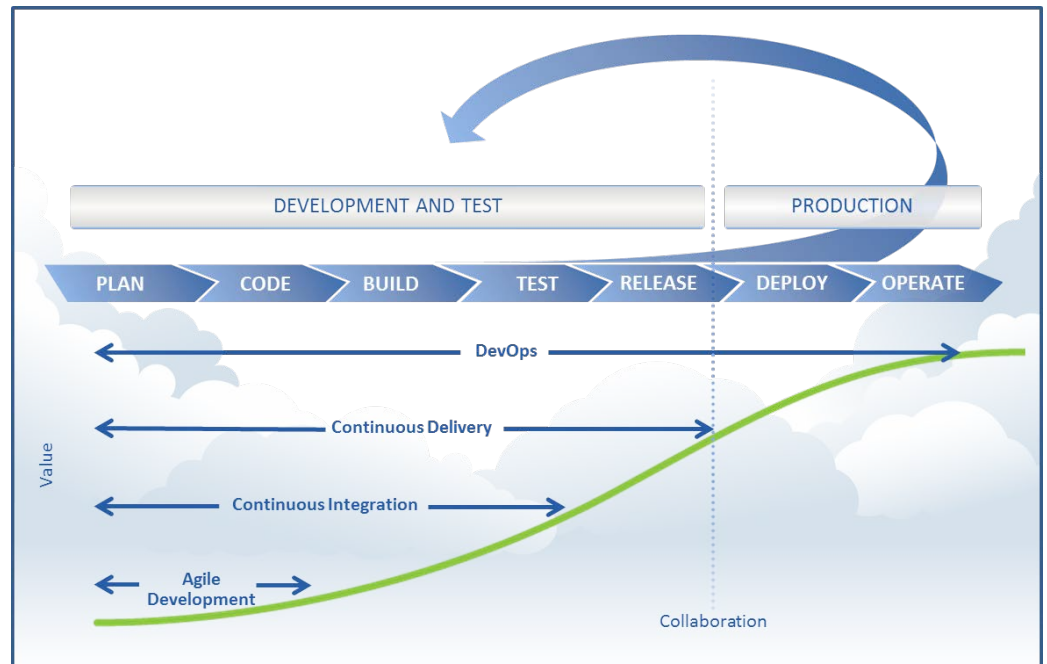 DEVELOPMENT AND TEST
PRODUCTION
PLAN
CODE
BUILD
TEST
RELEASE
DEPLOY
OPERATE
DevOps
Continuous Delivery
Value
Continuous Integration
Agile
Development
Collaboration